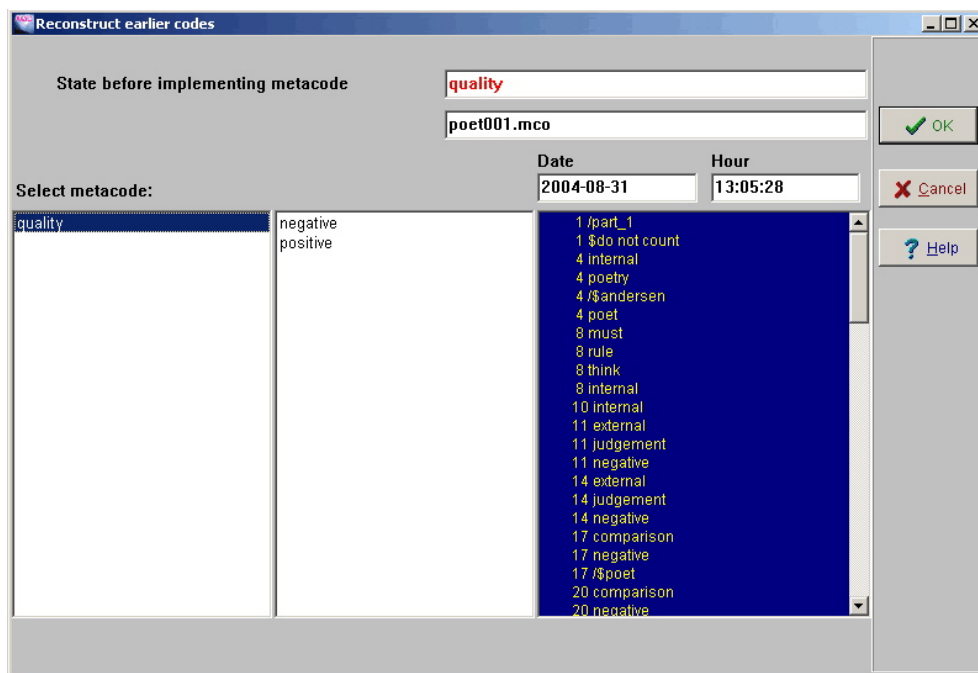 Reconstruct earlier codes
State before implementing metacode
quality
poet001.mco
OK
Date
Hour
Select metacode:
2004-08-31
13:05:28
Cancel
Help
quality
negative
positive
1 /part_1
1 $do not count
4 internal
4 poetry
4 /$andersen
4 poet
8 must
8 rule
8 think
8 internal
10 internal
11 external
11 judgement
11 negative
14 external
14 judgement
14 negative
17 comparison
17 negative
17 /$poet
20 comparison
20 negative